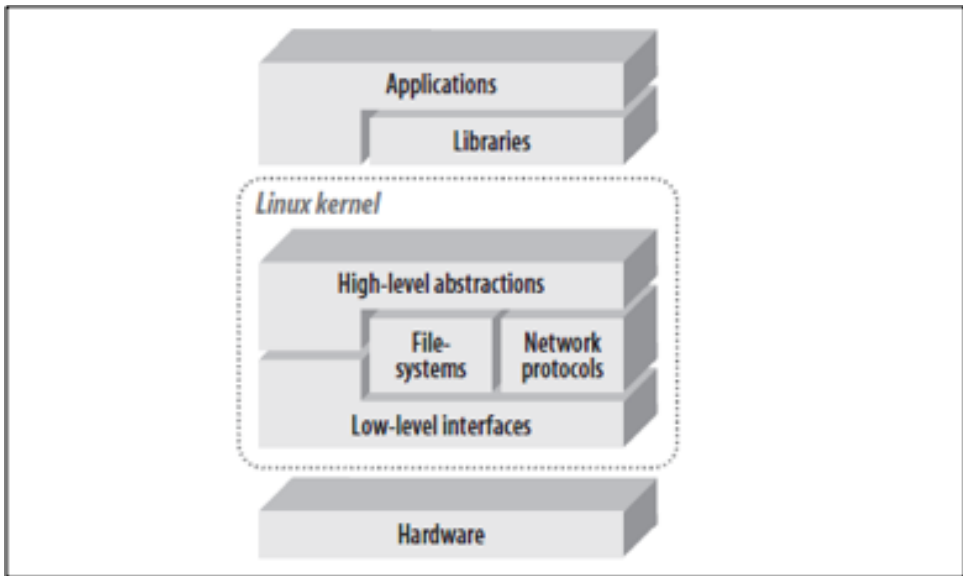 Applications
Libraries
Linux kernel
High-level abstractions
File-
systems
Network
protocols
Low-level interfaces
Hardware